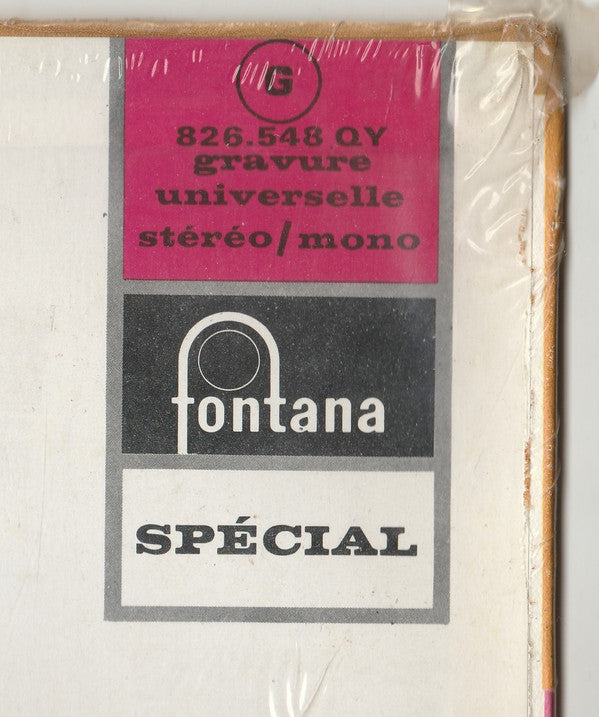 G
826.548 QY
gravure
universelle
stéréo/mono
fontana
SPÉCIAL